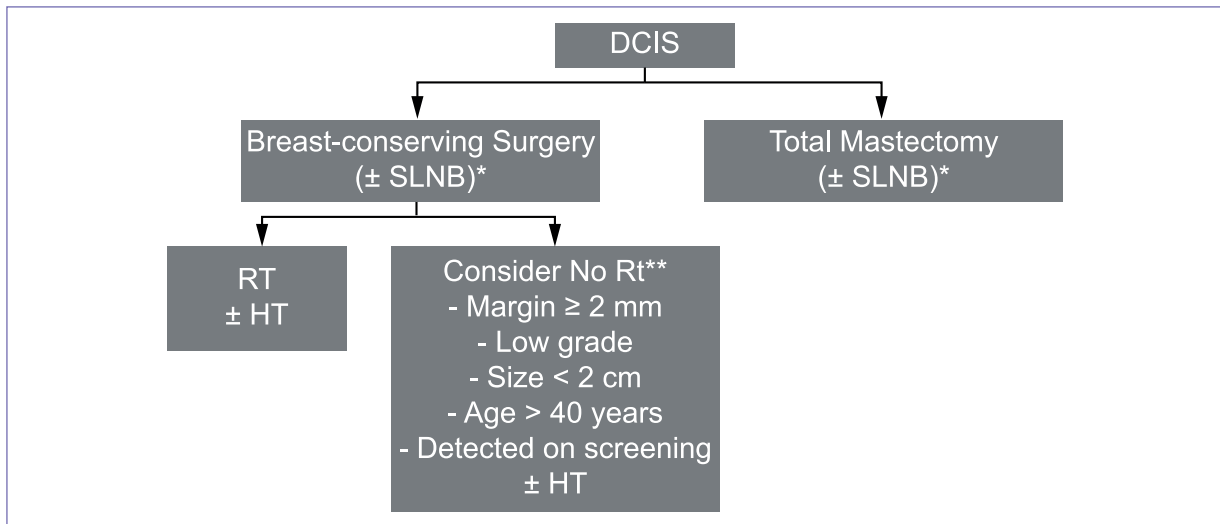 DCIS
Breast-conserving Surgery
(± SLNB)*
Total Mastectomy
(± SLNB)*
RT
± HT
Consider No Rt**
- Margin ≥ 2 mm
- Low grade
- Size < 2 cm
- Age > 40 years
- Detected on screening
± HT